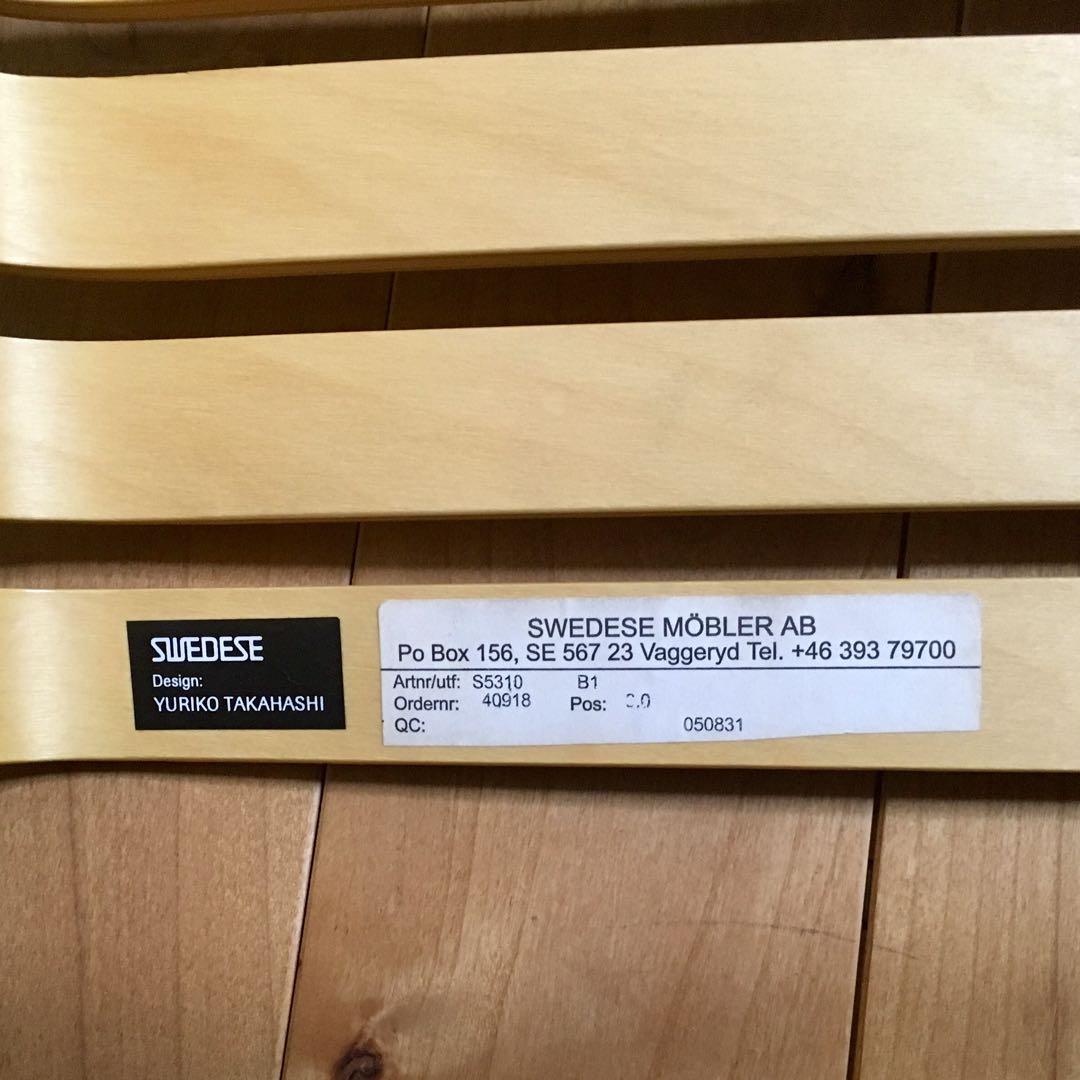 SWEDESE
Design:
YURIKO TAKAHASHI
SWEDESE MÖBLER AB
Po Box 156, SE 567 23 Vaggeryd Tel. +46 393 79700
Artnr/utf: S5310 B1
Ordernr: 40918 Pos:
QC: 050831